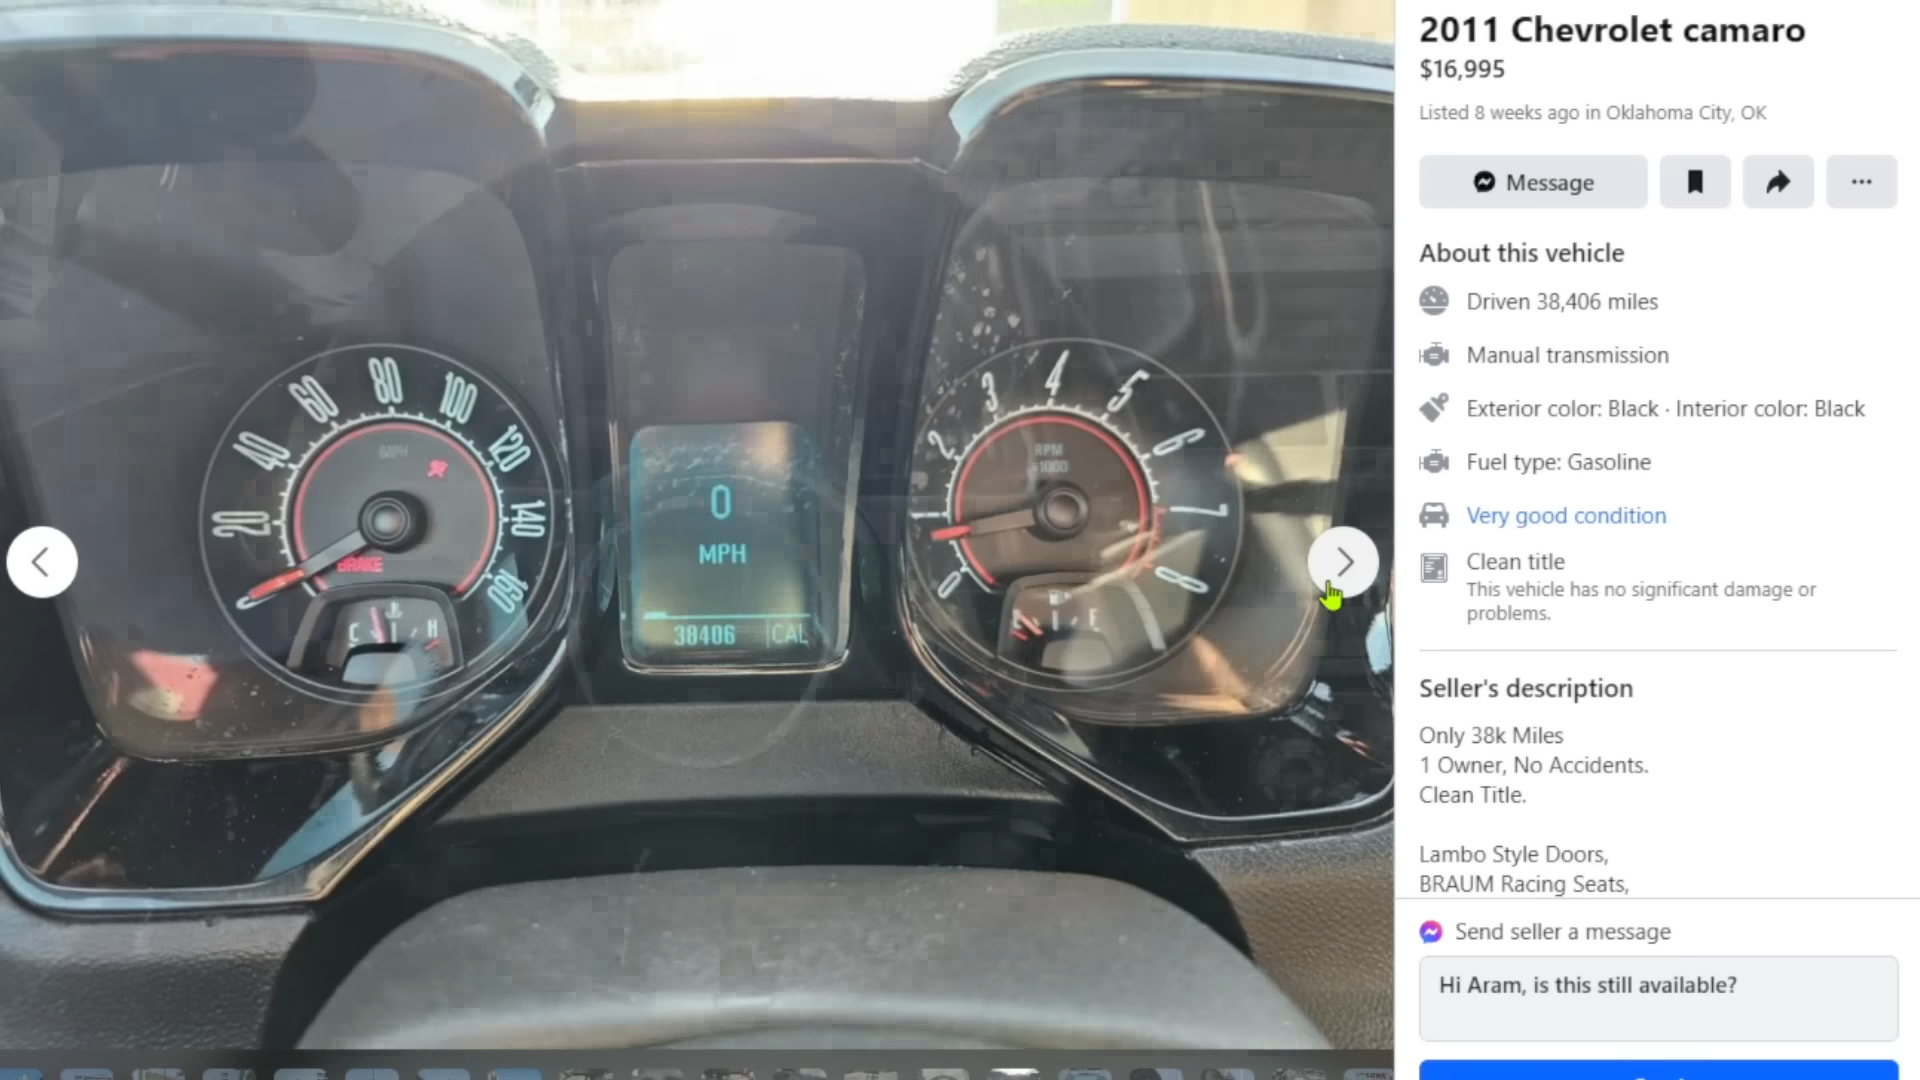 2011 Chevrolet camaro
$16,995
Listed 8 weeks ago in Oklahoma City, OK
Message
About this vehicle
Driven 38,406 miles
Manual transmission
Exterior color: Black · Interior color: Black
Fuel type: Gasoline
Very good condition
Clean title
This vehicle has no significant damage or
problems.
Seller's description
Only 38k Miles
1 Owner, No Accidents.
Clean Title.
Lambo Style Doors,
BRAUM Racing Seats,
Send seller a message
Hi Aram, is this still available?
20 40 60 80 100 120 140 160
MPH
BRAKE
C H
0
MPH
38406 CAL
0 1 2 3 4 5 6 7 8
RPM
x1000
E F